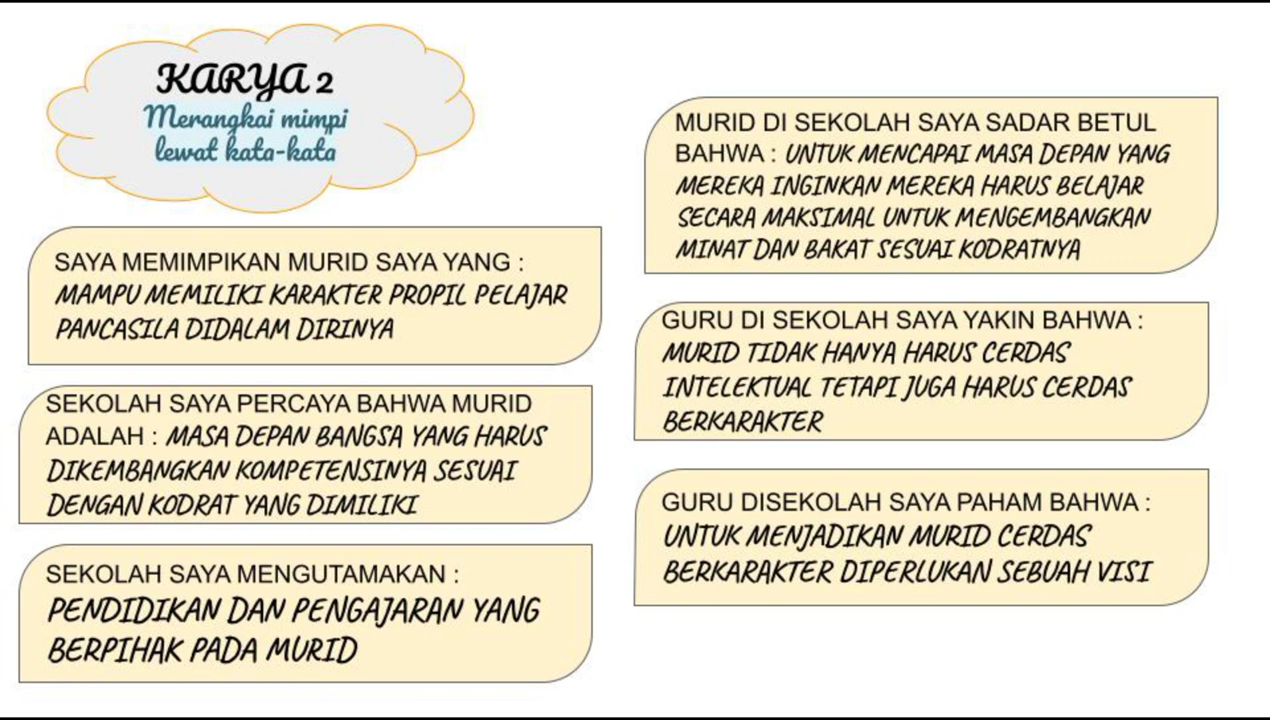 KARYA 2
Merangkai mimpi
lewat kata-kata
SAYA MEMIMPIKAN MURID SAYA YANG :
MAMPU MEMILIKI KARAKTER PROPIL PELAJAR
PANCASILA DIDALAM DIRINYA
SEKOLAH SAYA PERCAYA BAHWA MURID
ADALAH : MASA DEPAN BANGSA YANG HARUS
DIKEMBANGKAN KOMPETENSINYA SESUAI
DENGAN KODRAT YANG DIMILIKI
SEKOLAH SAYA MENGUTAMAKAN :
PENDIDIKAN DAN PENGAJARAN YANG
BERPIHAK PADA MURID
MURID DI SEKOLAH SAYA SADAR BETUL
BAHWA : UNTUK MENCAPAI MASA DEPAN YANG
MEREKA INGINKAN MEREKA HARUS BELAJAR
SECARA MAKSIMAL UNTUK MENGEMBANGKAN
MINAT DAN BAKAT SESUAI KODRATNYA
GURU DI SEKOLAH SAYA YAKIN BAHWA :
MURID TIDAK HANYA HARUS CERDAS
INTELEKTUAL TETAPI JUGA HARUS CERDAS
BERKARAKTER
GURU DISEKOLAH SAYA PAHAM BAHWA :
UNTUK MENJADIKAN MURID CERDAS
BERKARAKTER DIPERLUKAN SEBUAH VISI